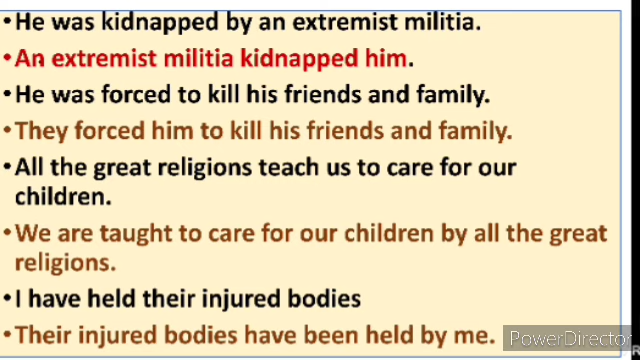 •He was kidnapped by an extremist militia.
•An extremist militia kidnapped him.
•He was forced to kill his friends and family.
•They forced him to kill his friends and family.
•All the great religions teach us to care for our
children.
•We are taught to care for our children by all the great
religions.
•I have held their injured bodies
•Their injured bodies have been held by me.
PowerDirector